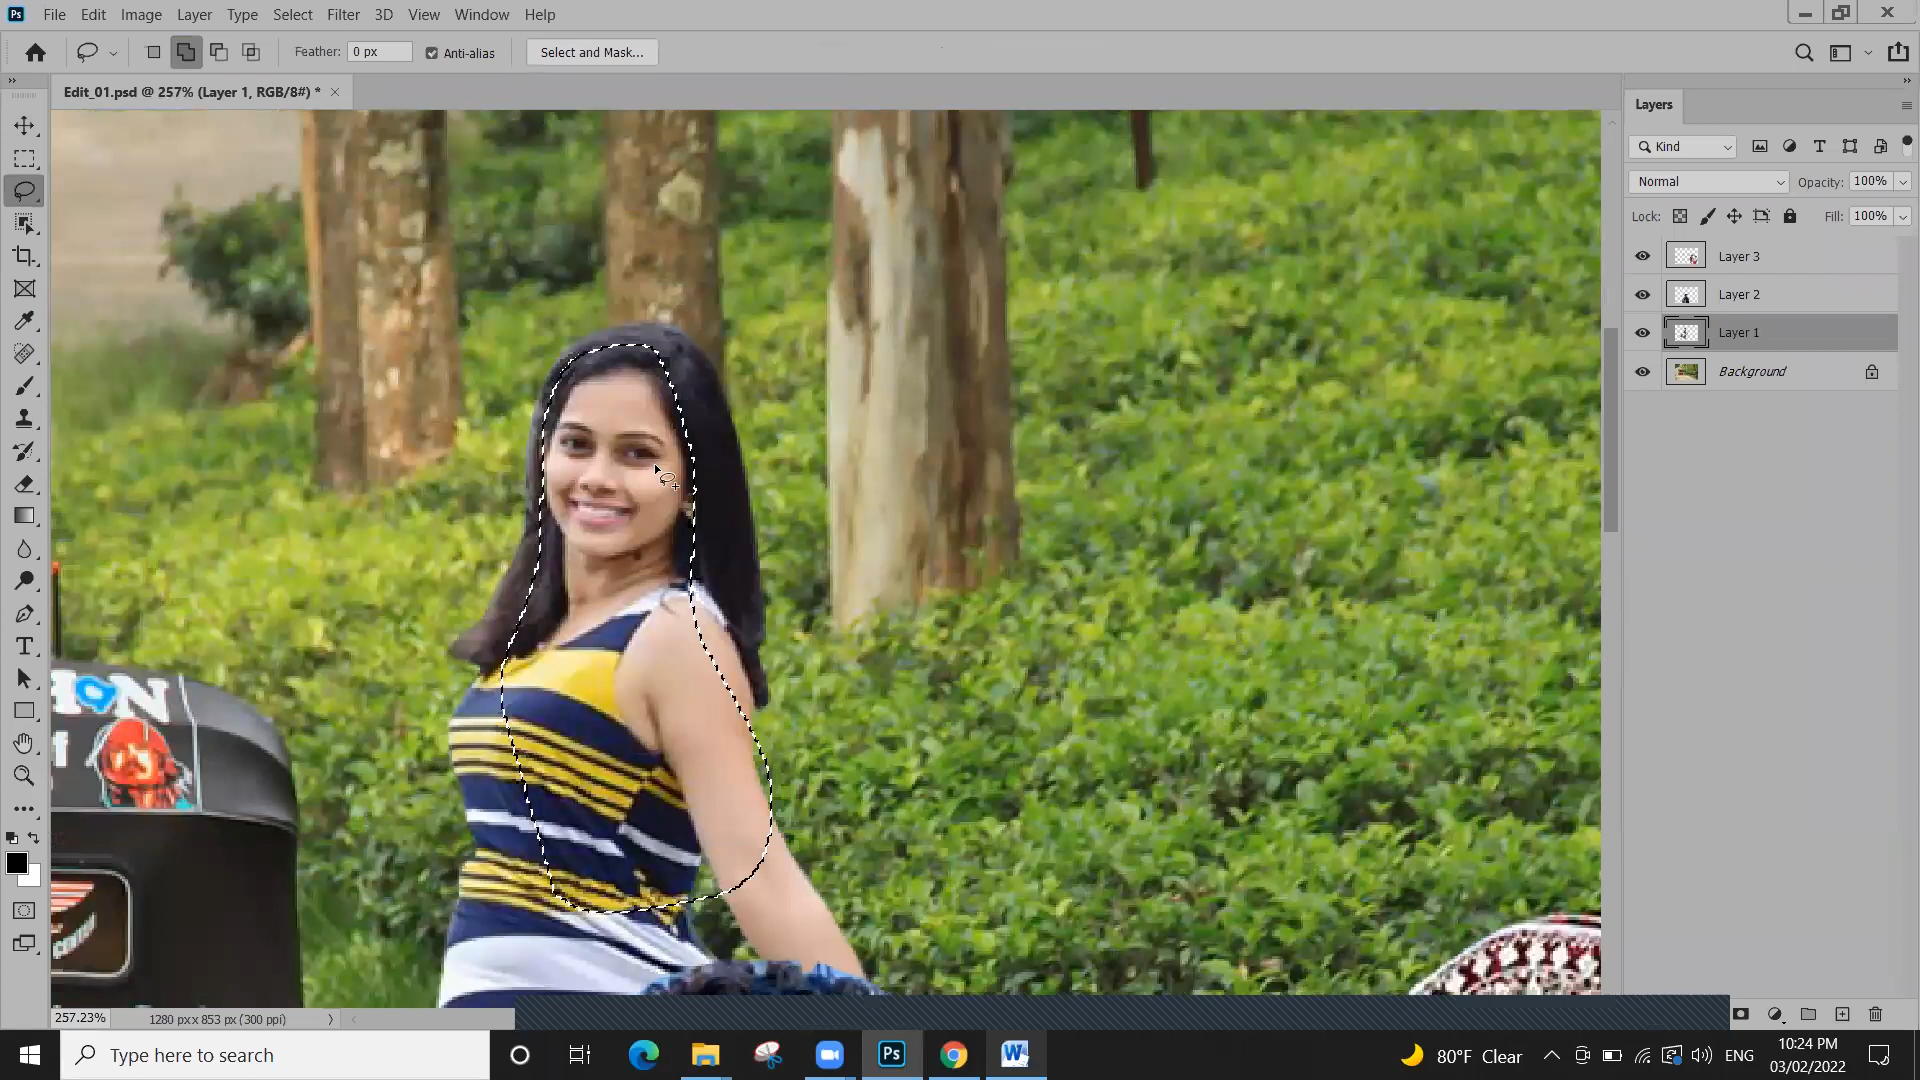 Ps File Edit Image Layer Type Select Filter 3D View Window Help
Feather: 0 px Anti-alias Select and Mask...
Edit_01.psd @ 257% (Layer 1, RGB/8#) * ×
Layers
Kind
Normal Opacity: 100%
Lock: Fill: 100%
Layer 3
Layer 2
Layer 1
Background
257.23% 1280 px x 853 px (300 ppi)
Type here to search
Ps
80°F Clear
ENG
10:24 PM
03/02/2022